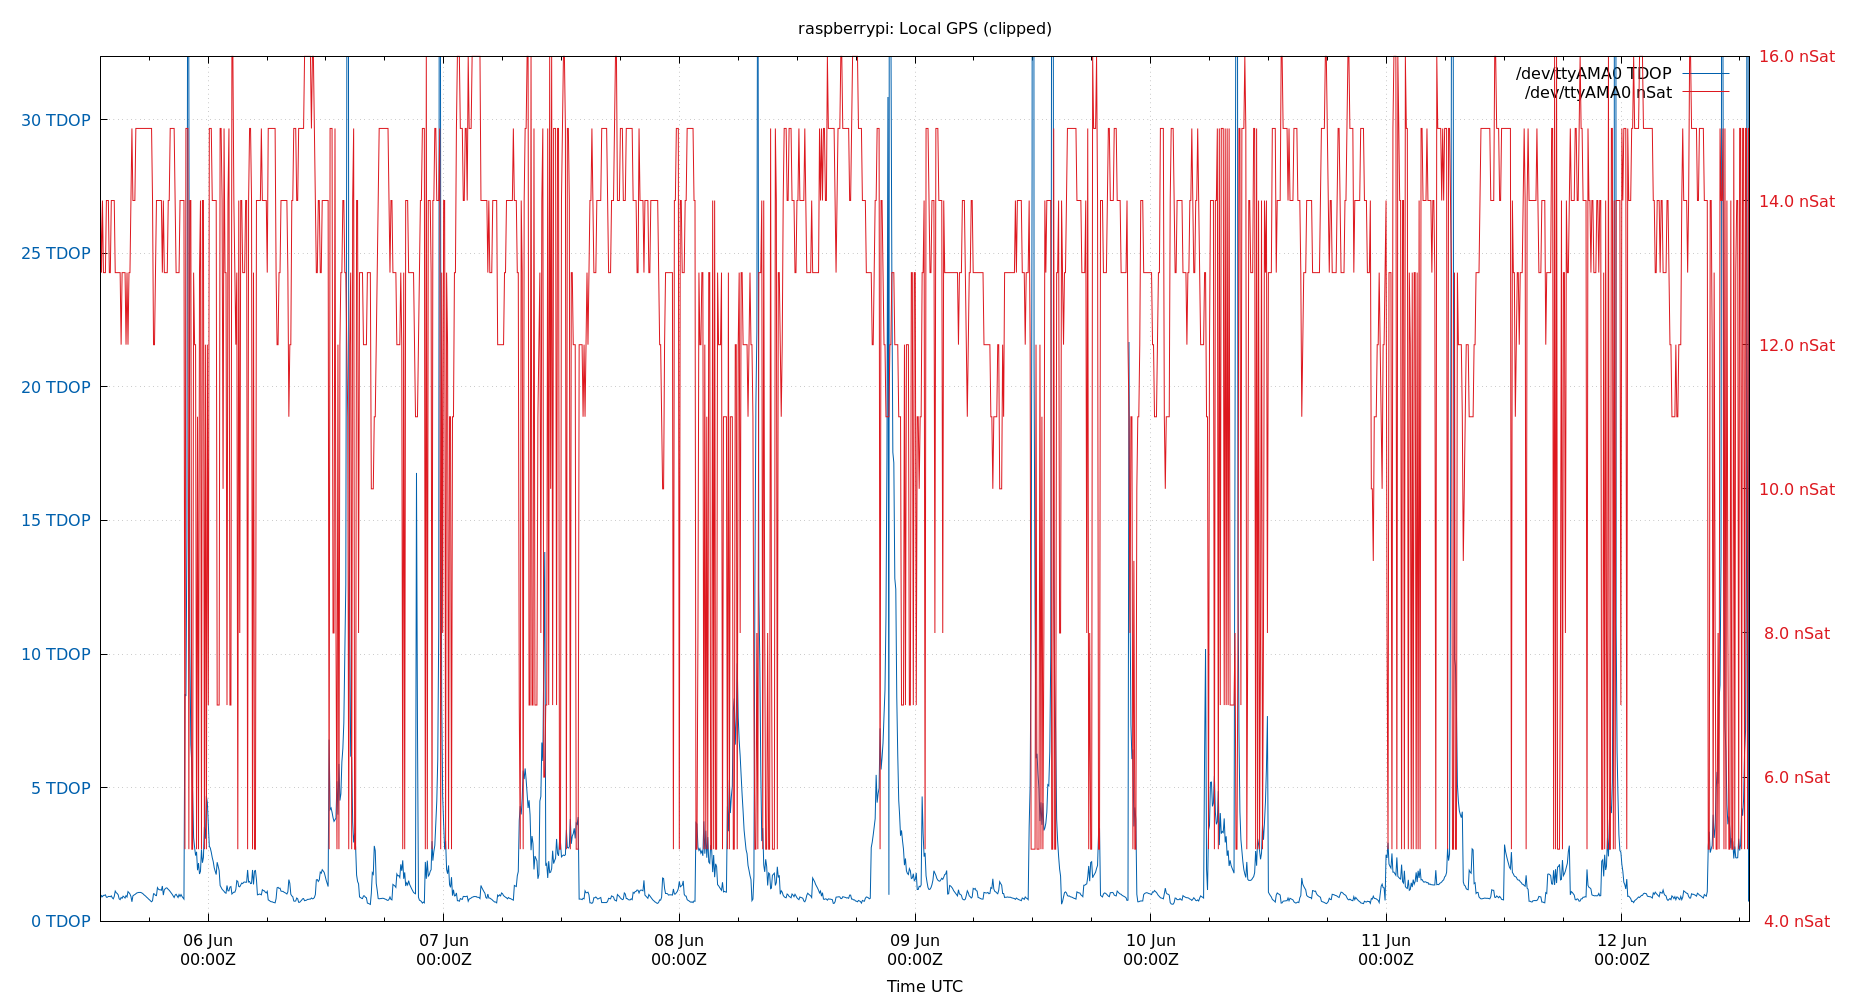 raspberrypi: Local GPS (clipped)
/dev/ttyAMA0 TDOP
/dev/ttyAMA0 nSat
30 TDOP
25 TDOP
20 TDOP
15 TDOP
10 TDOP
5 TDOP
0 TDOP
16.0 nSat
14.0 nSat
12.0 nSat
10.0 nSat
8.0 nSat
6.0 nSat
4.0 nSat
06 Jun
00:00Z
07 Jun
00:00Z
08 Jun
00:00Z
09 Jun
00:00Z
10 Jun
00:00Z
11 Jun
00:00Z
12 Jun
00:00Z
Time UTC